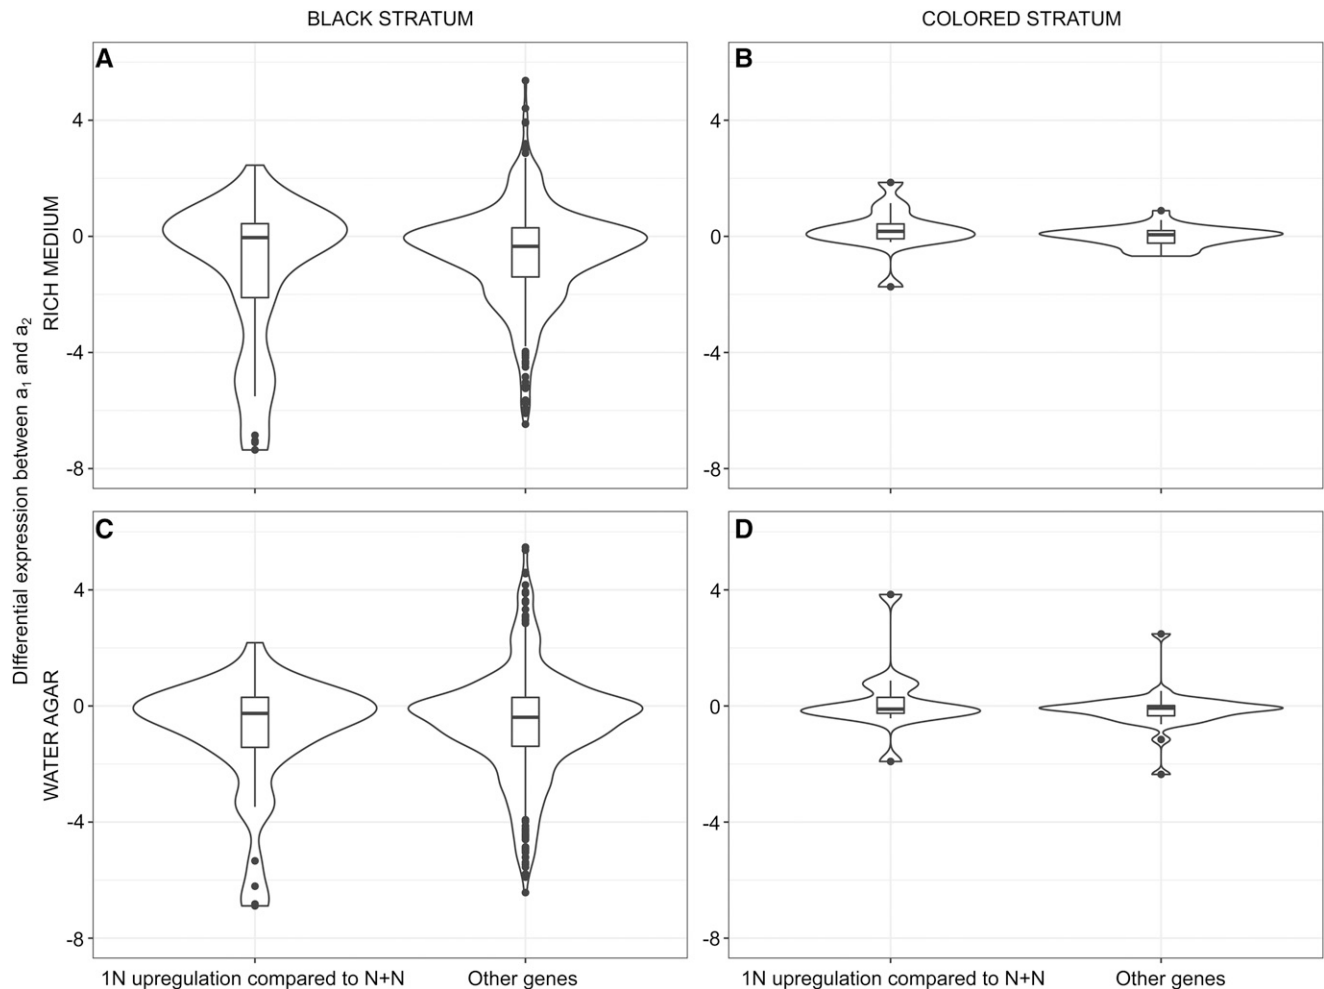 BLACK STRATUM
COLORED STRATUM
A
B
4
0
-4
-8
4
0
-4
-8
RICH MEDIUM
DIfferential expression between a₁ and a₂
C
D
4
0
-4
-8
4
0
-4
-8
WATER AGAR
1N upregulation compared to N+N
Other genes
1N upregulation compared to N+N
Other genes